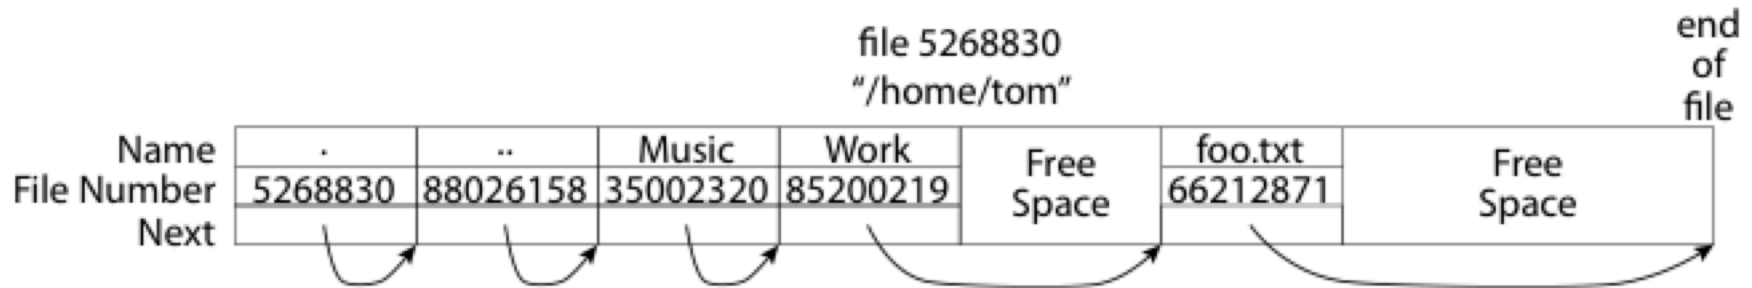 file 5268830
“/home/tom”
end
of
file
Name . .. Music Work Free Space foo.txt Free Space
File Number 5268830 88026158 35002320 85200219 66212871
Next